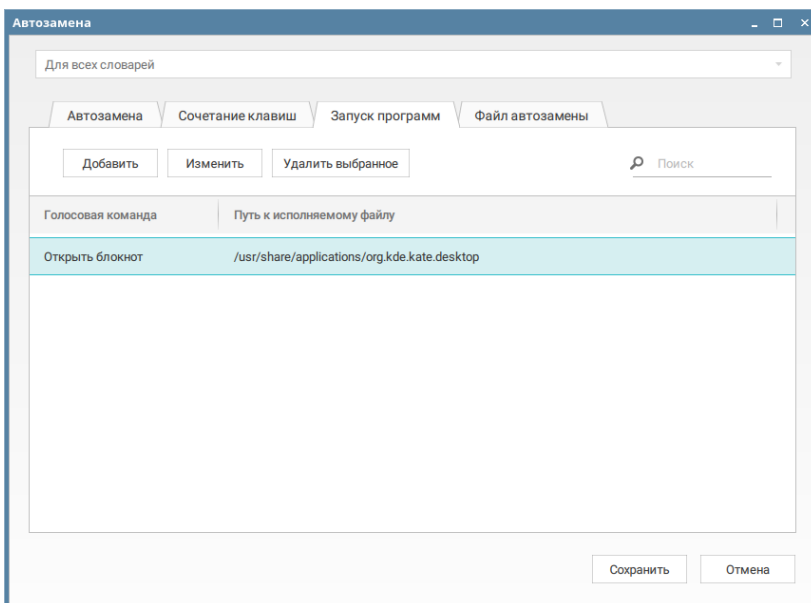 Автозамена
Для всех словарей
Автозамена Сочетание клавиш Запуск программ Файл автозамены
Добавить Изменить Удалить выбранное Поиск
Голосовая команда Путь к исполняемому файлу
Открыть блокнот /usr/share/applications/org.kde.kate.desktop
Сохранить Отмена